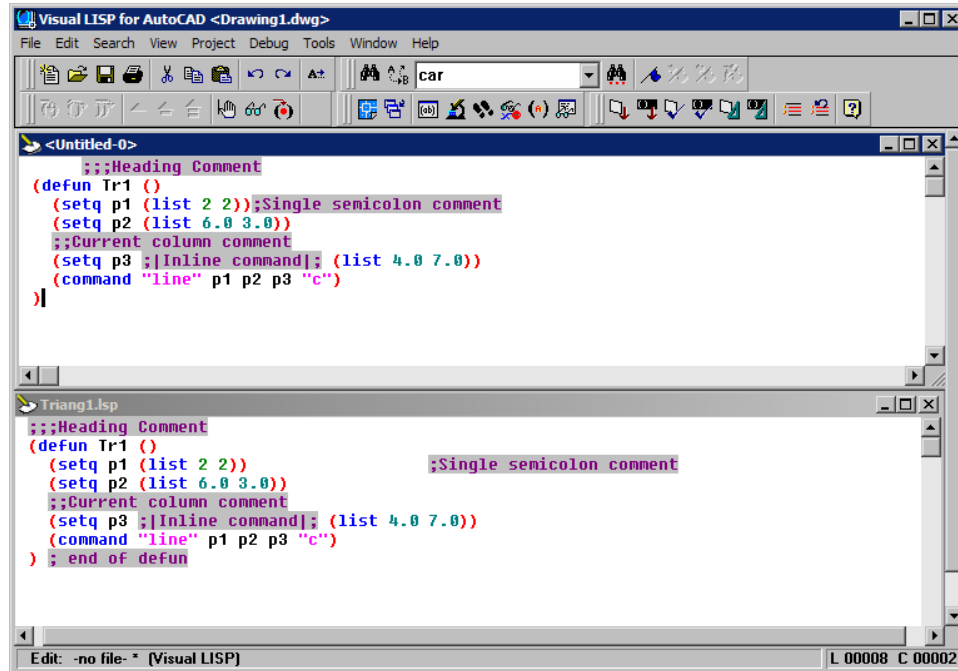 Visual LISP for AutoCAD <Drawing1.dwg>
File Edit Search View Project Debug Tools Window Help
car
<Untitled-0>
;;;Heading Comment
(defun Tr1 ()
(setq p1 (list 2 2));Single semicolon comment
(setq p2 (list 6.0 3.0))
;;Current column comment
(setq p3 ;|Inline command|; (list 4.0 7.0))
(command "line" p1 p2 p3 "c")
)
Triang1.lsp
;;;Heading Comment
(defun Tr1 ()
(setq p1 (list 2 2)) ;Single semicolon comment
(setq p2 (list 6.0 3.0))
;;Current column comment
(setq p3 ;|Inline command|; (list 4.0 7.0))
(command "line" p1 p2 p3 "c")
) ; end of defun
Edit: -no file- * (Visual LISP) L 00008 C 00002